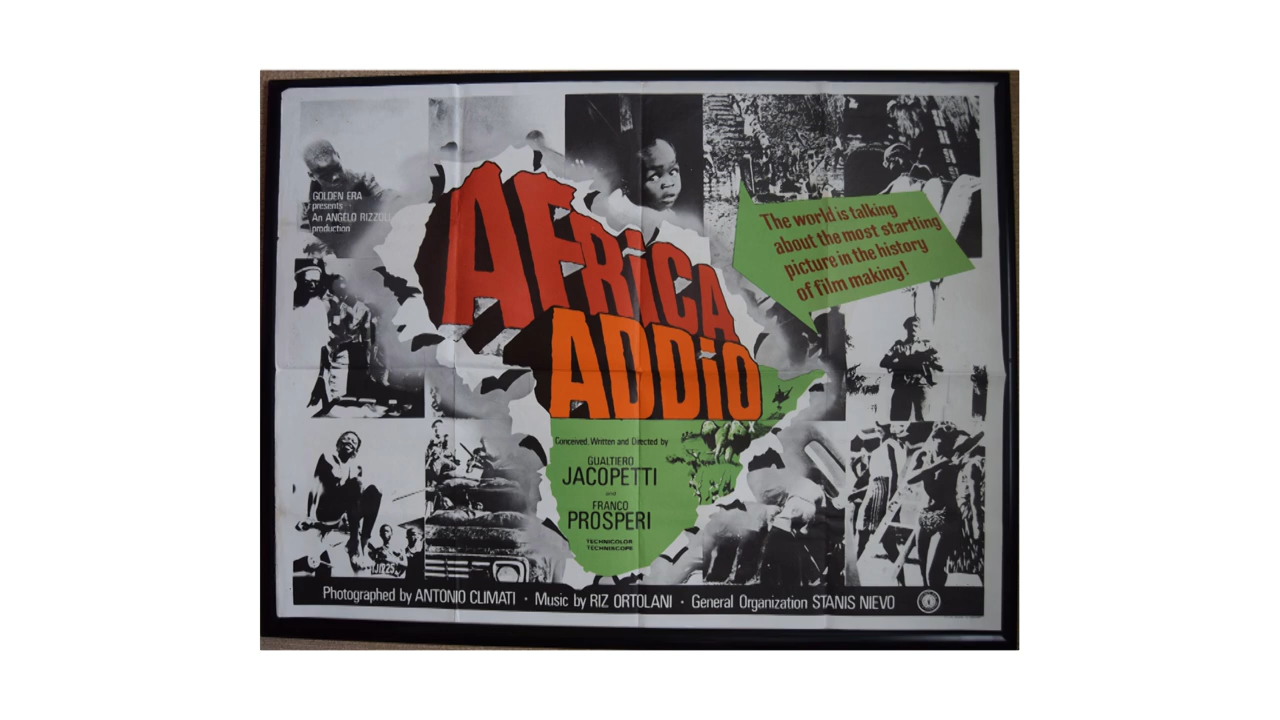 GOLDEN ERA
presents
An ANGELO RIZZOLI
production
AFRICA
ADDIO
The world is talking
about the most startling
picture in the history
of film making!
Conceived, Written and Directed by
GUALTIERO
JACOPETTI
and
FRANCO
PROSPERI
TECHNICOLOR
TECHNISCOPE
Photographed by ANTONIO CLIMATI · Music by RIZ ORTOLANI · General Organization STANIS NIEVO